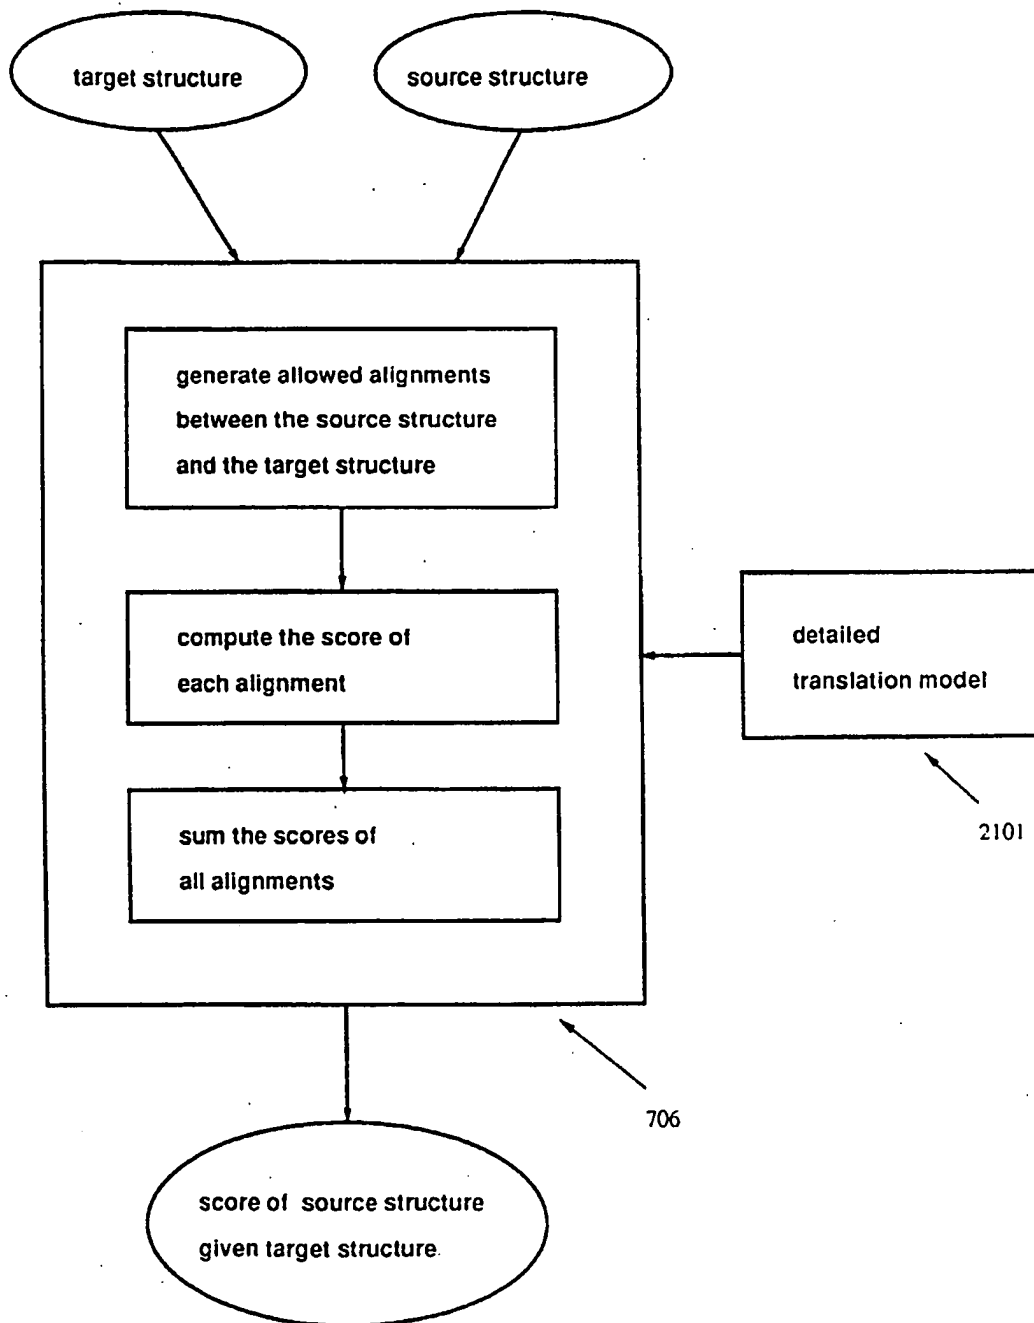 target structure
source structure
generate allowed alignments
between the source structure
and the target structure
compute the score of
each alignment
detailed
translation model
2101
sum the scores of
all alignments
706
score of source structure
given target structure